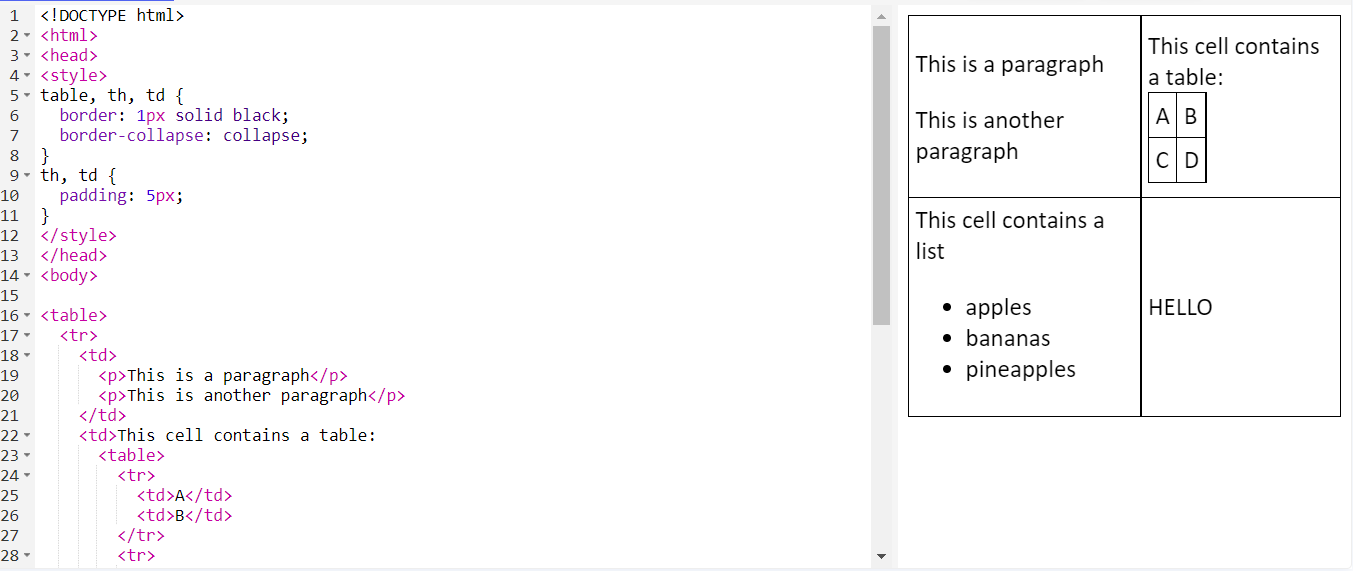 1 <!DOCTYPE html>
2 <html>
3 <head>
4 <style>
5 table, th, td {
6   border: 1px solid black;
7   border-collapse: collapse;
8 }
9 th, td {
10   padding: 5px;
11 }
12 </style>
13 </head>
14 <body>
15
16 <table>
17   <tr>
18     <td>
19       <p>This is a paragraph</p>
20       <p>This is another paragraph</p>
21     </td>
22     <td>This cell contains a table:
23       <table>
24         <tr>
25           <td>A</td>
26           <td>B</td>
27         </tr>
28         <tr>
This is a paragraph
This is another
paragraph
This cell contains
a table:
A B
C D
This cell contains a
list
• apples
• bananas
• pineapples
HELLO